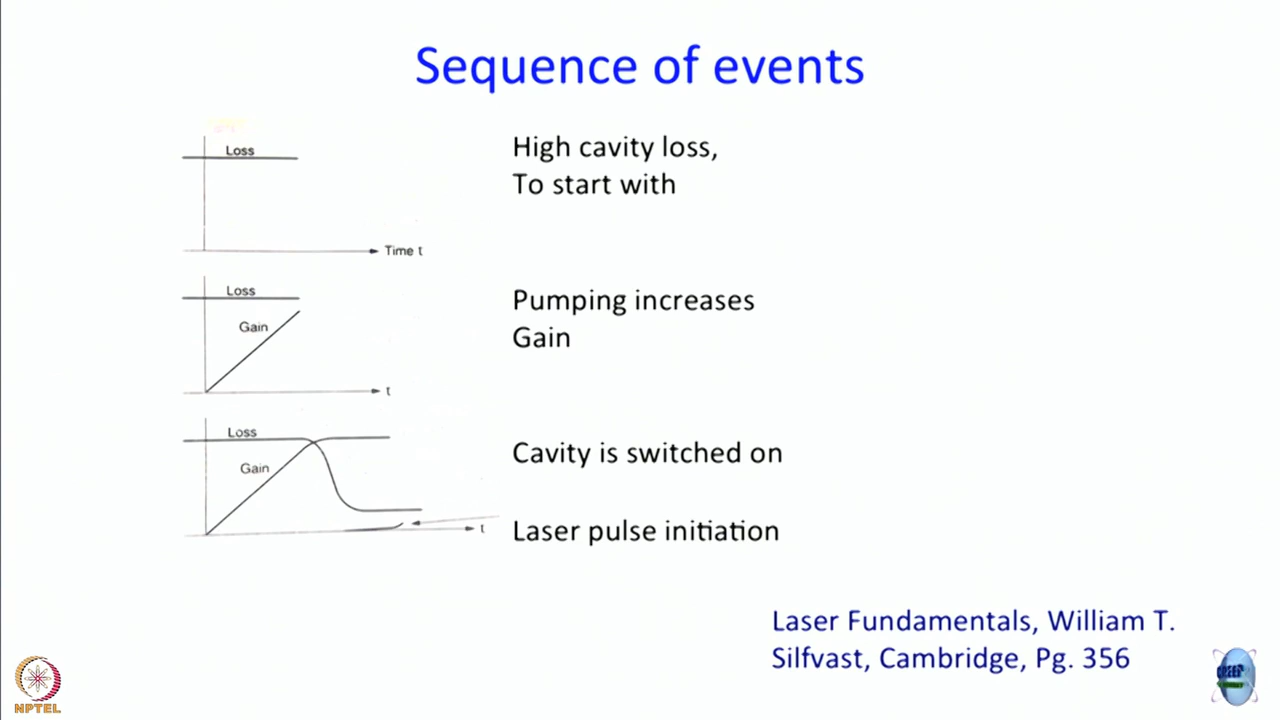 Sequence of events
Loss
Time t
High cavity loss,
To start with
Loss
Gain
t
Pumping increases
Gain
Loss
Gain
t
Cavity is switched on
Laser pulse initiation
Laser Fundamentals, William T.
Silfvast, Cambridge, Pg. 356
NPTEL